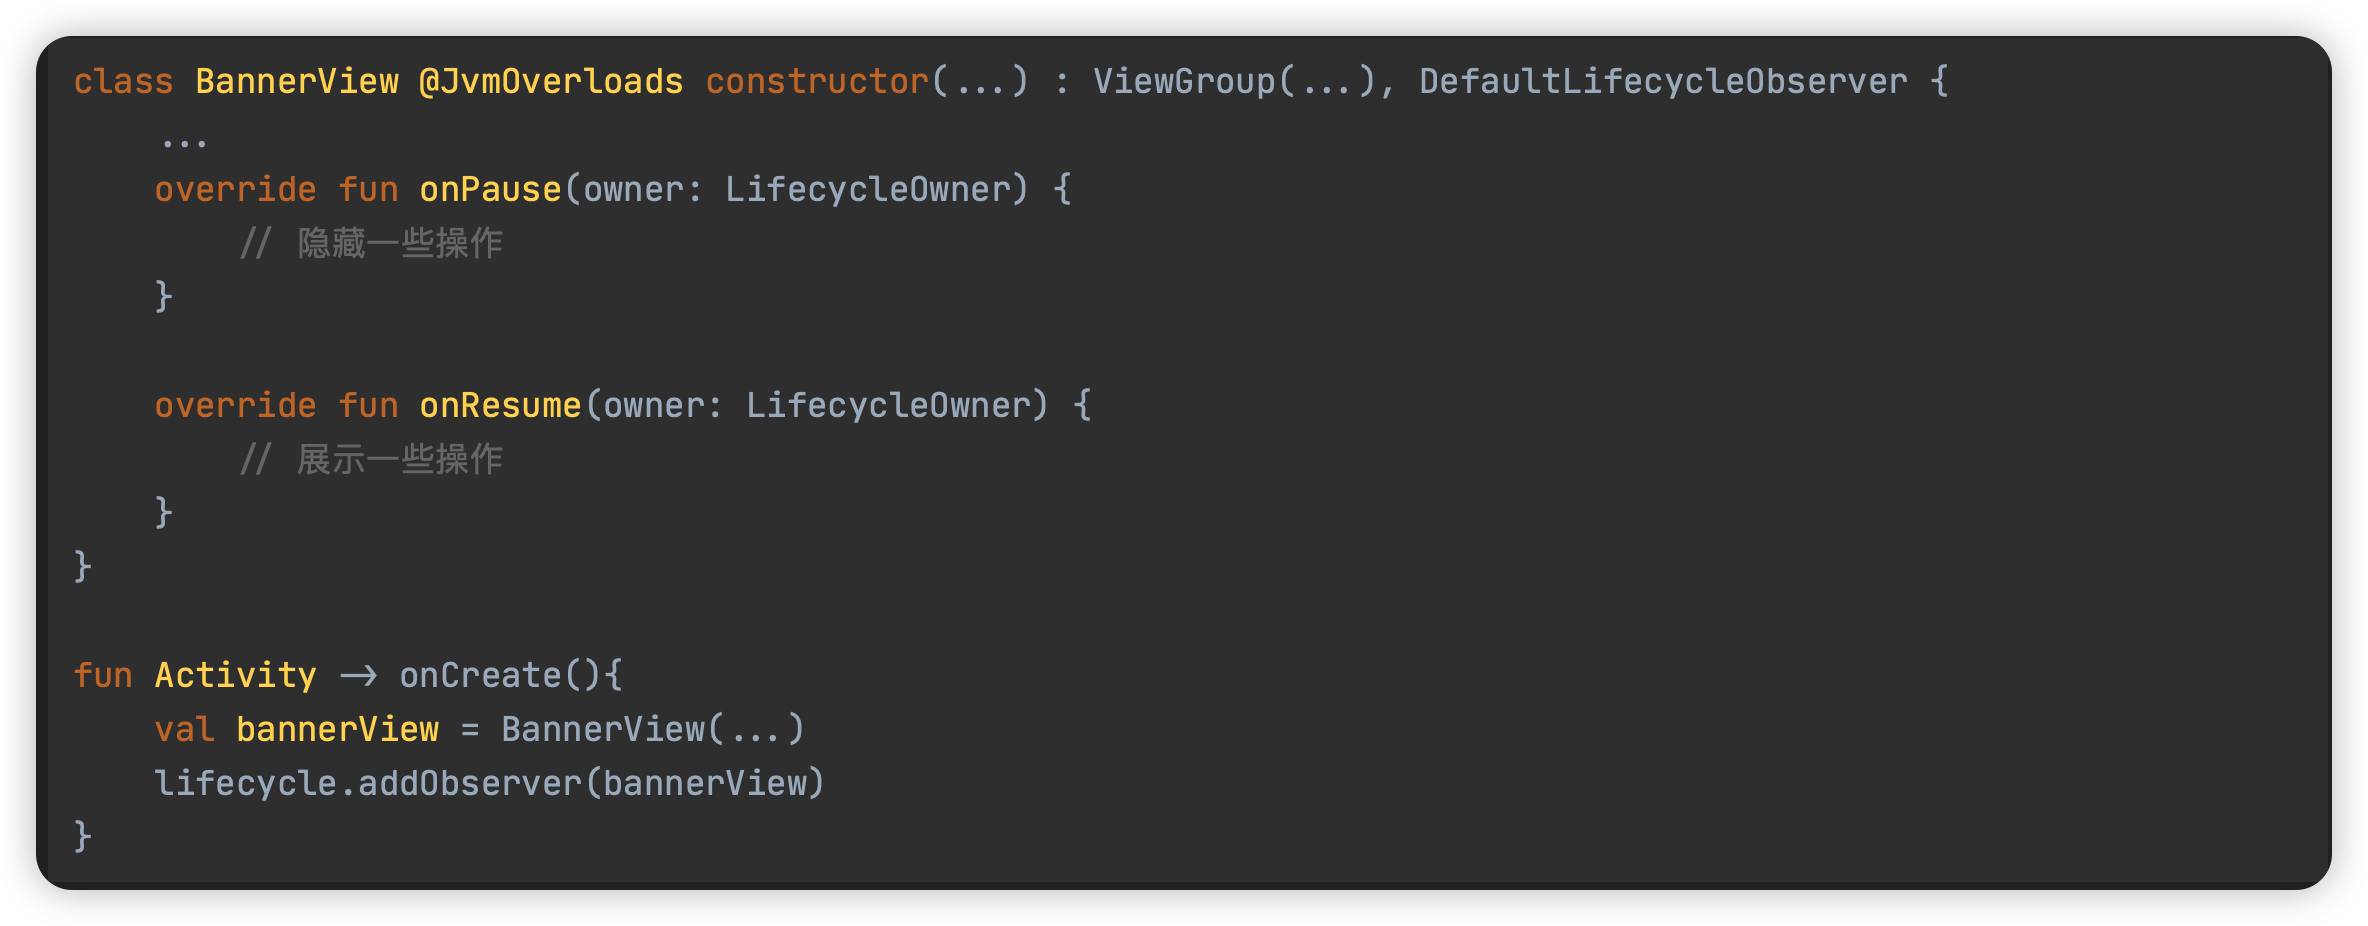 class BannerView @JvmOverloads constructor(...) : ViewGroup(...), DefaultLifecycleObserver {
    ...
    override fun onPause(owner: LifecycleOwner) {
        // 隐藏一些操作
    }

    override fun onResume(owner: LifecycleOwner) {
        // 展示一些操作
    }
}

fun Activity -> onCreate(){
    val bannerView = BannerView(...)
    lifecycle.addObserver(bannerView)
}